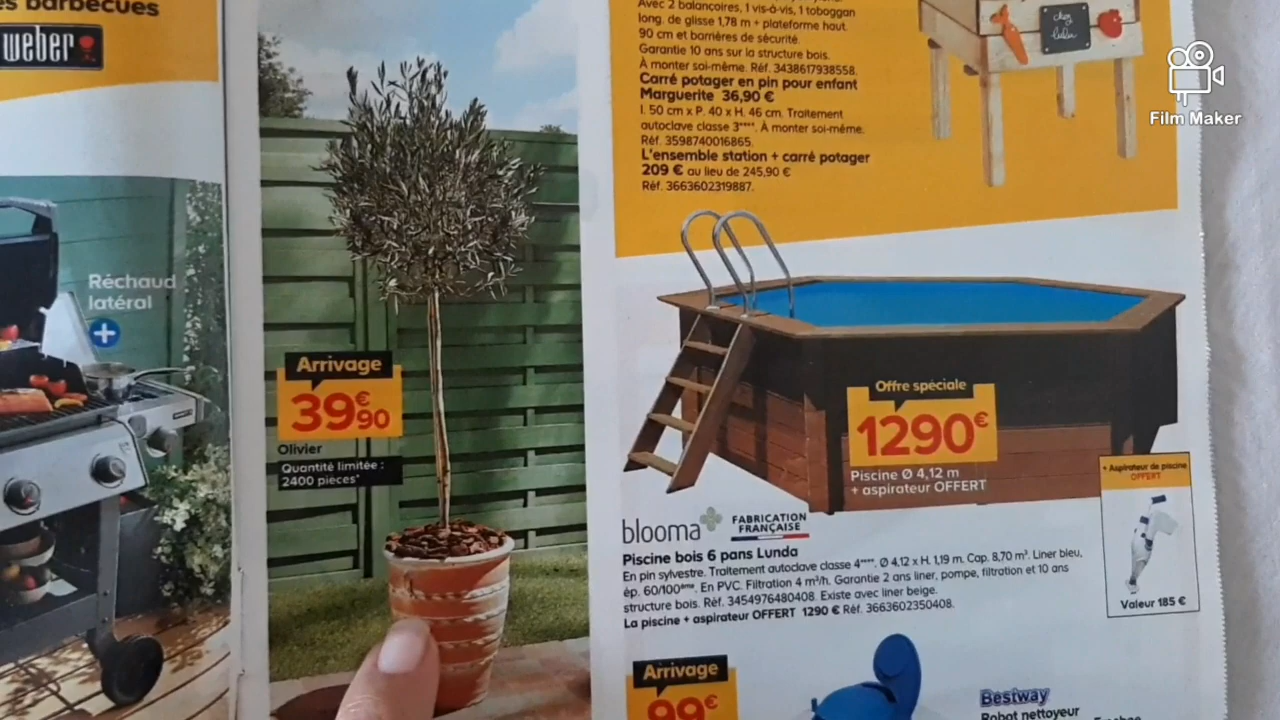 es barbecues
weber
Réchaud
latéral
+
Arrivage
39€90
Olivier
Quantité limitée :
2400 pièces*
Avec 2 balançoires, 1 vis-à-vis, 1 toboggan
long. de glisse 1,78 m + plateforme haut.
90 cm et barrières de sécurité.
Garantie 10 ans sur la structure bois.
À monter soi-même. Réf. 3438617938558.
Carré potager en pin pour enfant
Marguerite 36,90 €
l. 50 cm x P. 40 x H. 46 cm. Traitement
autoclave classe 3****. À monter soi-même.
Réf. 3598740016865.
L'ensemble station + carré potager
209 € au lieu de 245,90 €
Réf. 3663602319887.
chez
Film Maker
Offre spéciale
1290€
Piscine Ø 4,12 m
+ aspirateur OFFERT
+ Aspirateur de piscine
OFFERT
Valeur 185 €
blooma
FABRICATION
FRANÇAISE
Piscine bois 6 pans Lunda
En pin sylvestre. Traitement autoclave classe 4****. Ø 4,12 x H. 1,19 m. Cap. 8,70 m³. Liner bleu,
ép. 60/100ème. En PVC. Filtration 4 m³/h. Garantie 2 ans liner, pompe, filtration et 10 ans
structure bois. Réf. 3454976480408. Existe avec liner beige.
La piscine + aspirateur OFFERT 1290 € Réf. 3663602350408.
Arrivage
99€
Bestway
Robot nettoyeur